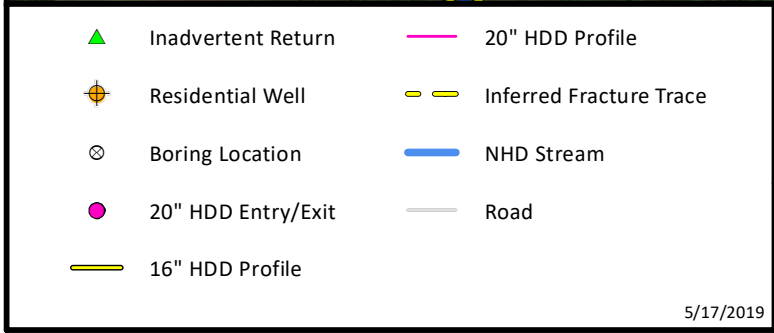 Inadvertent Return
Residential Well
Boring Location
20" HDD Entry/Exit
16" HDD Profile
20" HDD Profile
Inferred Fracture Trace
NHD Stream
Road
5/17/2019